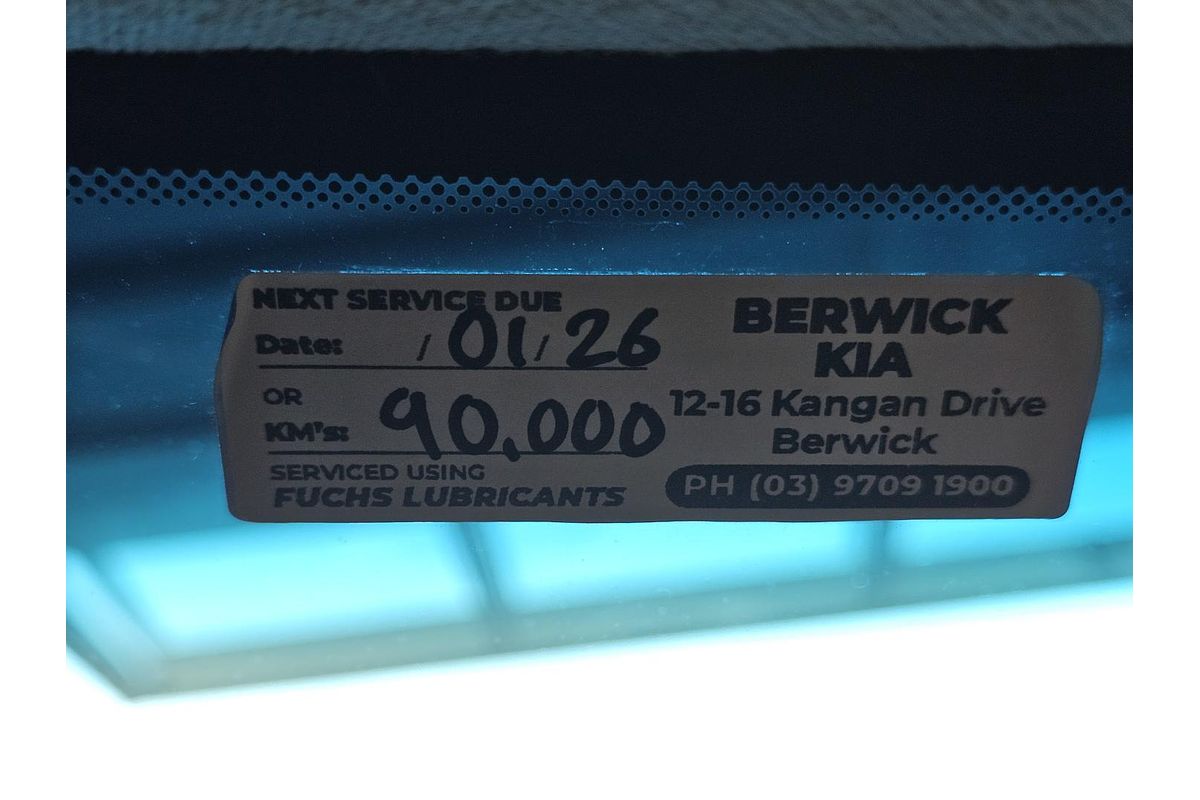 NEXT SERVICE DUE
Date: / 01 / 26
OR
KM's: 90,000
SERVICED USING
FUCHS LUBRICANTS
BERWICK
KIA
12-16 Kangan Drive
Berwick
PH (03) 9709 1900